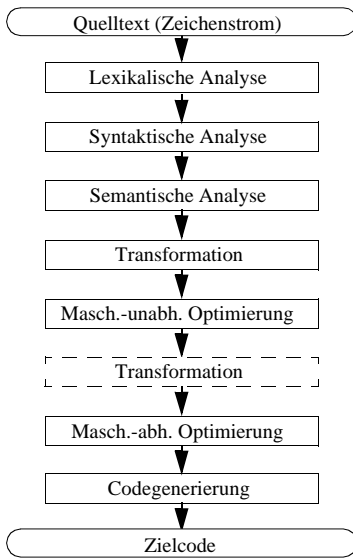 Quelltext (Zeichenstrom)
Lexikalische Analyse
Syntaktische Analyse
Semantische Analyse
Transformation
Masch.-unabh. Optimierung
Transformation
Masch.-abh. Optimierung
Codegenerierung
Zielcode